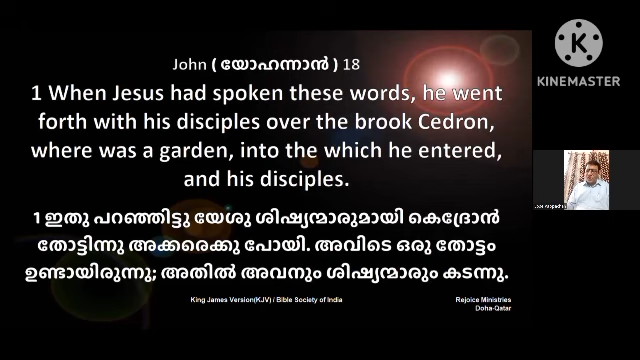 John ( യോഹന്നാൻ ) 18
1 When Jesus had spoken these words, he went
forth with his disciples over the brook Cedron,
where was a garden, into the which he entered,
and his disciples.
1 ഇതു പറഞ്ഞിട്ടു യേശു ശിഷ്യന്മാരുമായി കെദ്രോൻ
തോട്ടിന്നു അക്കരെക്കു പോയി. അവിടെ ഒരു തോട്ടം
ഉണ്ടായിരുന്നു; അതിൽ അവനും ശിഷ്യന്മാരും കടന്നു.
King James Version(KJV) / Bible Society of India
Rejoice Ministries
Doha-Qatar
K
KINEMASTER